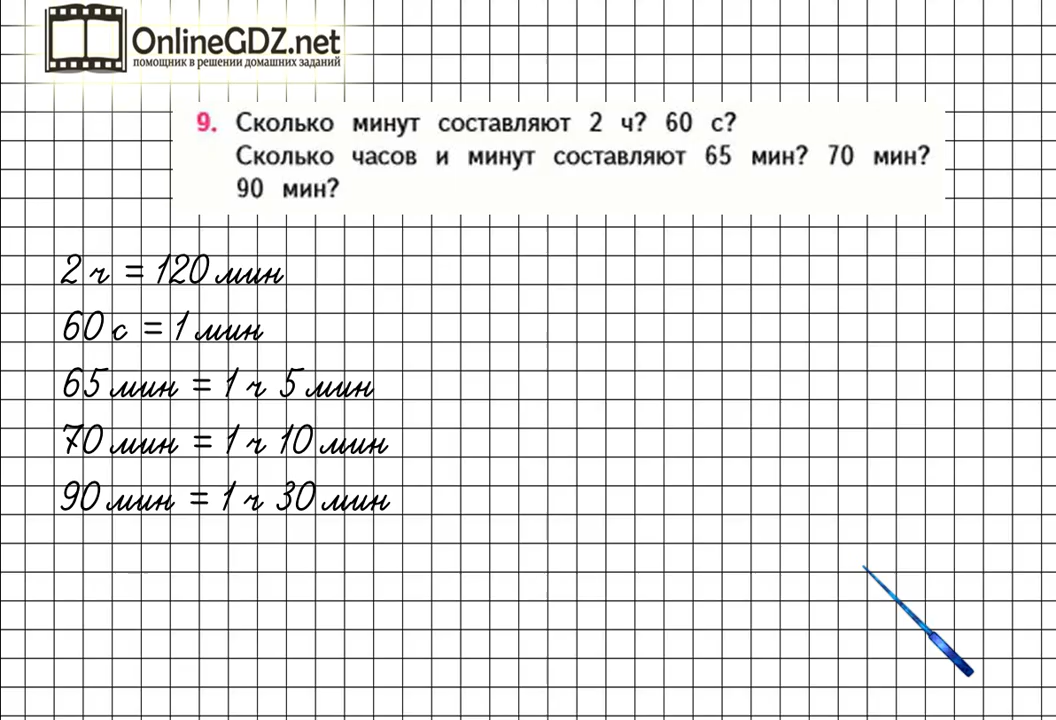 OnlineGDZ.net
помощник в решении домашних заданий
9. Сколько минут составляют 2 ч? 60 с?
Сколько часов и минут составляют 65 мин? 70 мин?
90 мин?
2 ч = 120 мин
60 с = 1 мин
65 мин = 1 ч 5 мин
70 мин = 1 ч 10 мин
90 мин = 1 ч 30 мин